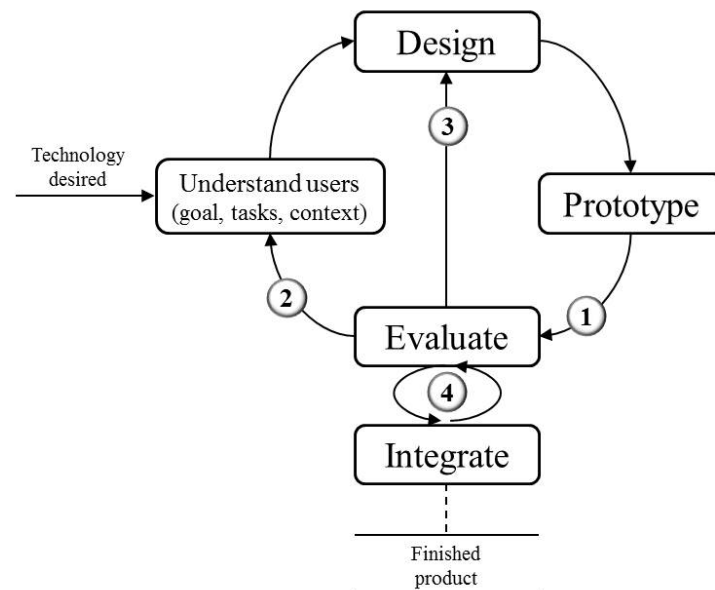 Design
3
Technology
desired
Understand users
(goal, tasks, context)
Prototype
2
1
Evaluate
4
Integrate
Finished
product